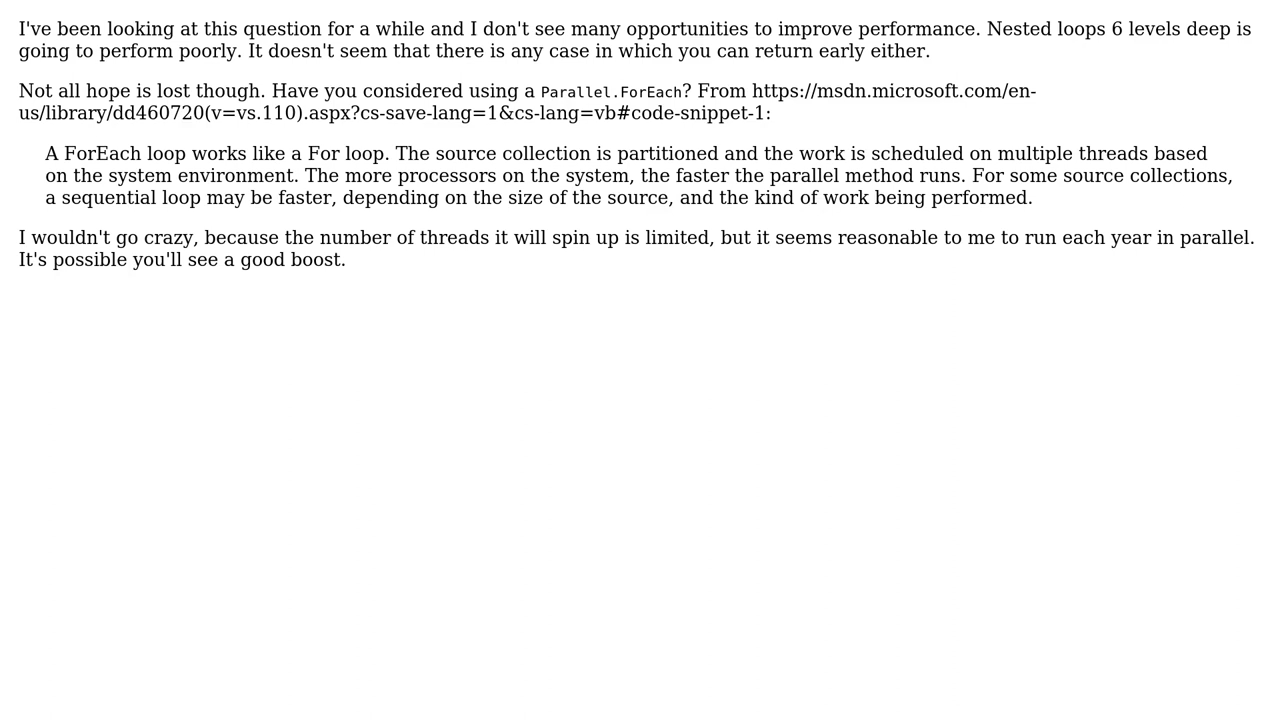 I've been looking at this question for a while and I don't see many opportunities to improve performance. Nested loops 6 levels deep is
going to perform poorly. It doesn't seem that there is any case in which you can return early either.
Not all hope is lost though. Have you considered using a Parallel.ForEach? From https://msdn.microsoft.com/en-
us/library/dd460720(v=vs.110).aspx?cs-save-lang=1&cs-lang=vb#code-snippet-1:
A ForEach loop works like a For loop. The source collection is partitioned and the work is scheduled on multiple threads based
on the system environment. The more processors on the system, the faster the parallel method runs. For some source collections,
a sequential loop may be faster, depending on the size of the source, and the kind of work being performed.
I wouldn't go crazy, because the number of threads it will spin up is limited, but it seems reasonable to me to run each year in parallel.
It's possible you'll see a good boost.